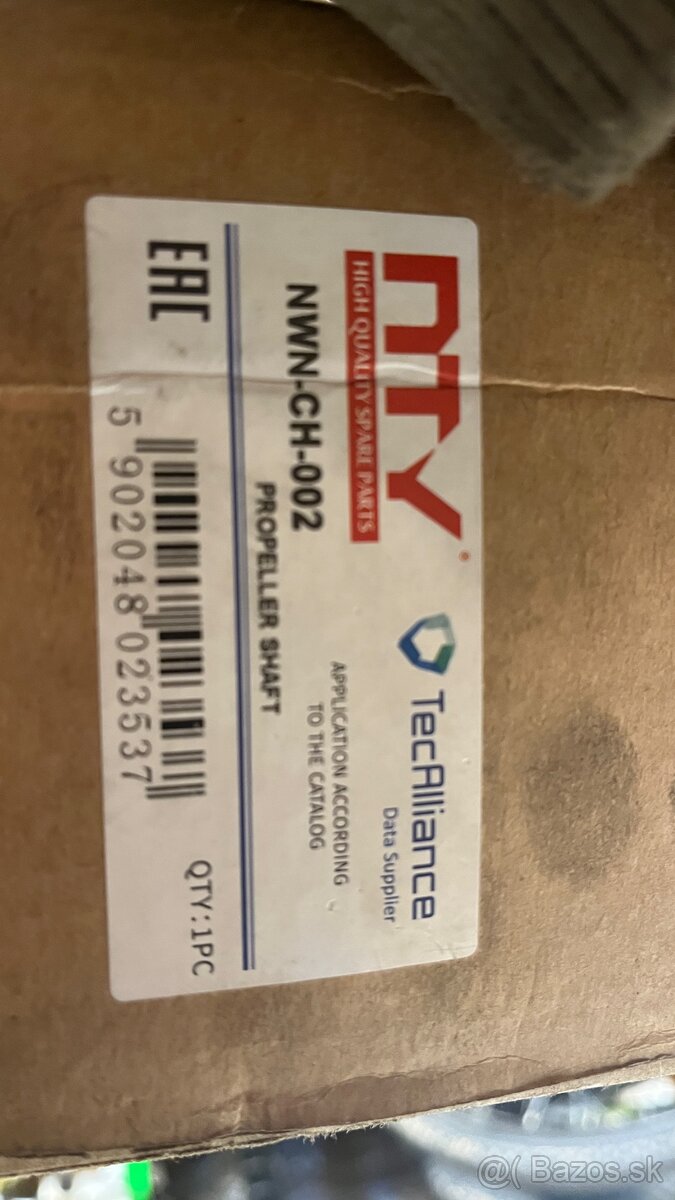 NTY®
HIGH QUALITY SPARE PARTS
TecAlliance
Data Supplier
NWN-CH-002
APPLICATION ACCORDING
TO THE CATALOG
PROPELLER SHAFT
EAC
5 902048 023537
QTY:1PC
@( Bazos.sk